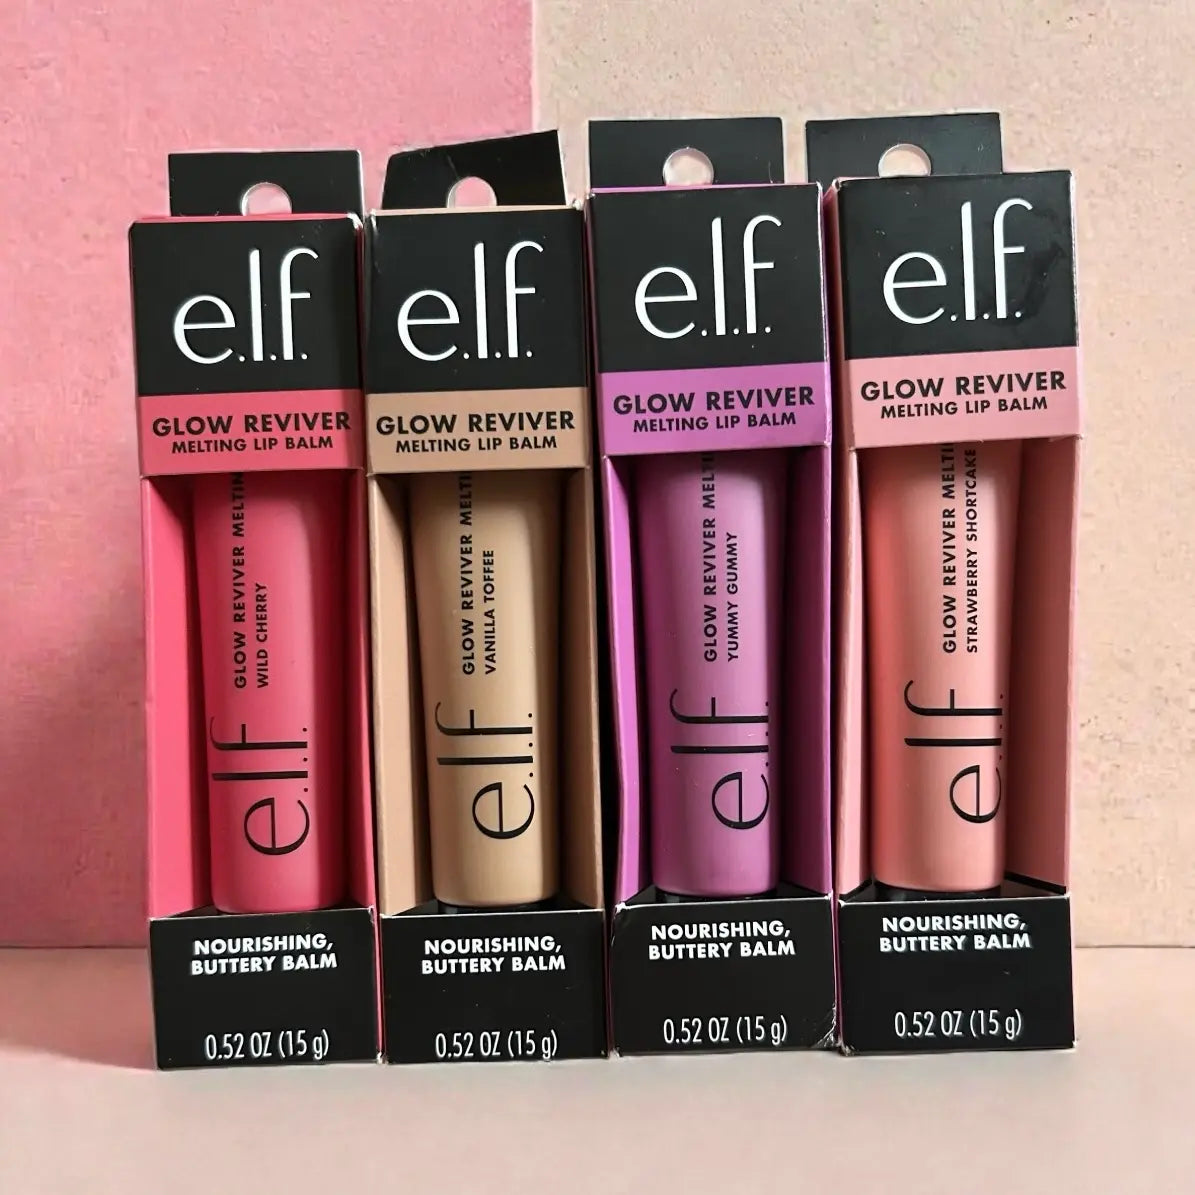 e.l.f.
GLOW REVIVER
MELTING LIP BALM
GLOW REVIVER MELTIN
WILD CHERRY
e.l.f.
NOURISHING,
BUTTERY BALM
0.52 OZ (15 g)
e.l.f.
GLOW REVIVER
MELTING LIP BALM
GLOW REVIVER MELTI
VANILLA TOFFEE
e.l.f.
NOURISHING,
BUTTERY BALM
0.52 OZ (15 g)
e.l.f.
GLOW REVIVER
MELTING LIP BALM
GLOW REVIVER MELTI
YUMMY GUMMY
e.l.f.
NOURISHING,
BUTTERY BALM
0.52 OZ (15 g)
e.l.f.
GLOW REVIVER
MELTING LIP BALM
GLOW REVIVER MELTI
STRAWBERRY SHORTCAKE
e.l.f.
NOURISHING,
BUTTERY BALM
0.52 OZ (15 g)